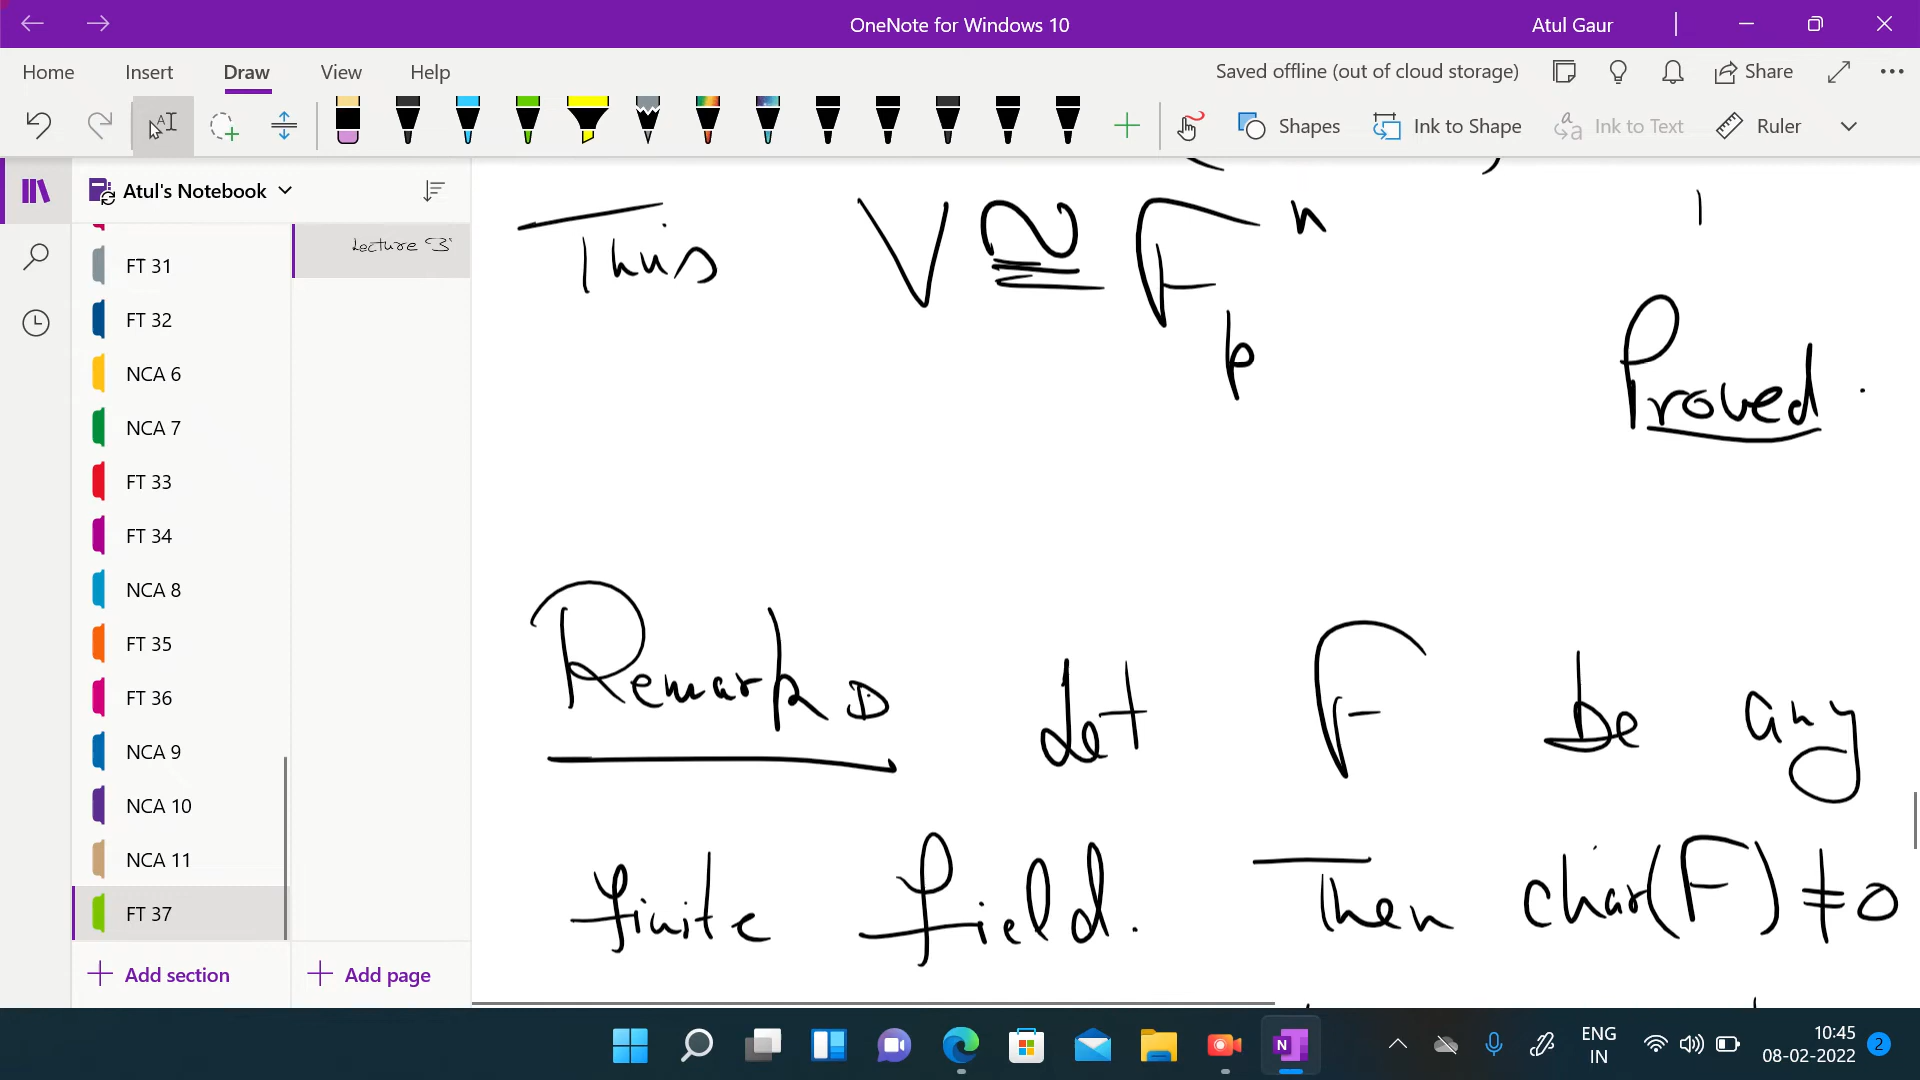 OneNote for Windows 10
Atul Gaur
Home Insert Draw View Help
Saved offline (out of cloud storage)
Share
Shapes
Ink to Shape
Ink to Text
Ruler
Atul's Notebook
FT 31
FT 32
NCA 6
NCA 7
FT 33
FT 34
NCA 8
FT 35
FT 36
NCA 9
NCA 10
NCA 11
FT 37
Add section
Lecture
Add page
Thus V ≅ F_p^n
Proved.
Remarks Let F be any
finite field. Then char(F) ≠ 0
ENG
IN
10:45
08-02-2022
2